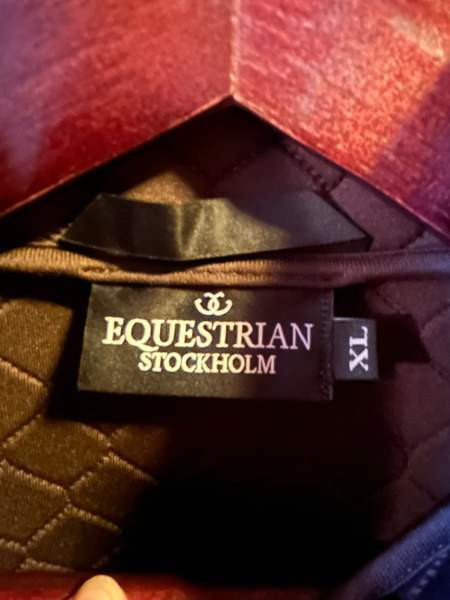 EQUESTRIAN
STOCKHOLM
XL